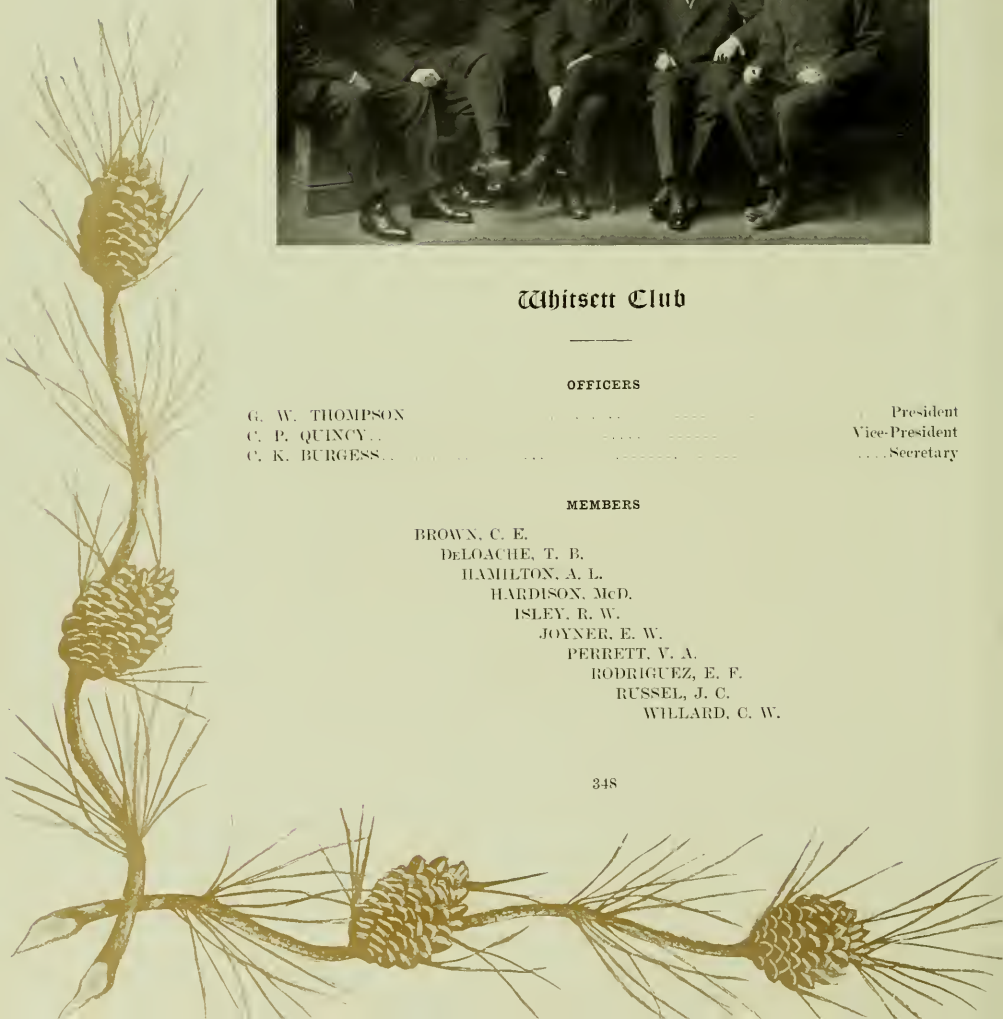 Whitsett Club
OFFICERS
G. W. THOMPSON President
C. P. QUINCY.. Vice-President
C. K. BURGESS.. Secretary
MEMBERS
BROWN, C. E.
DeLOACHE, T. B.
HAMILTON, A. L.
HARDISON, McD.
ISLEY, R. W.
JOYNER, E. W.
PERRETT, V. A.
RODRIGUEZ, E. F.
RUSSEL, J. C.
WILLARD, C. W.
348